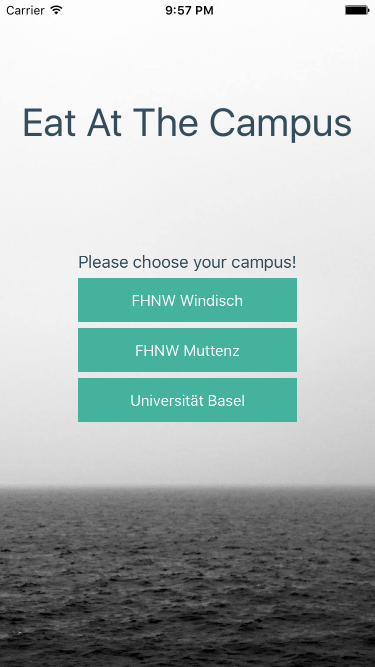 Carrier 9:57 PM
Eat At The Campus
Please choose your campus!
FHNW Windisch
FHNW Muttenz
Universität Basel